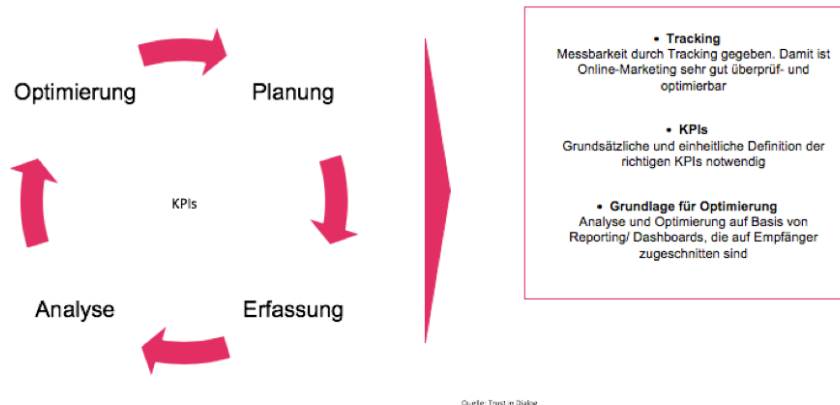 Optimierung
Planung
KPIs
Analyse
Erfassung
• Tracking
Messbarkeit durch Tracking gegeben. Damit ist
Online-Marketing sehr gut überprüf- und
optimierbar
• KPIs
Grundsätzliche und einheitliche Definition der
richtigen KPIs notwendig
• Grundlage für Optimierung
Analyse und Optimierung auf Basis von
Reporting/ Dashboards, die auf Empfänger
zugeschnitten sind
Quelle: Trust in Dialog